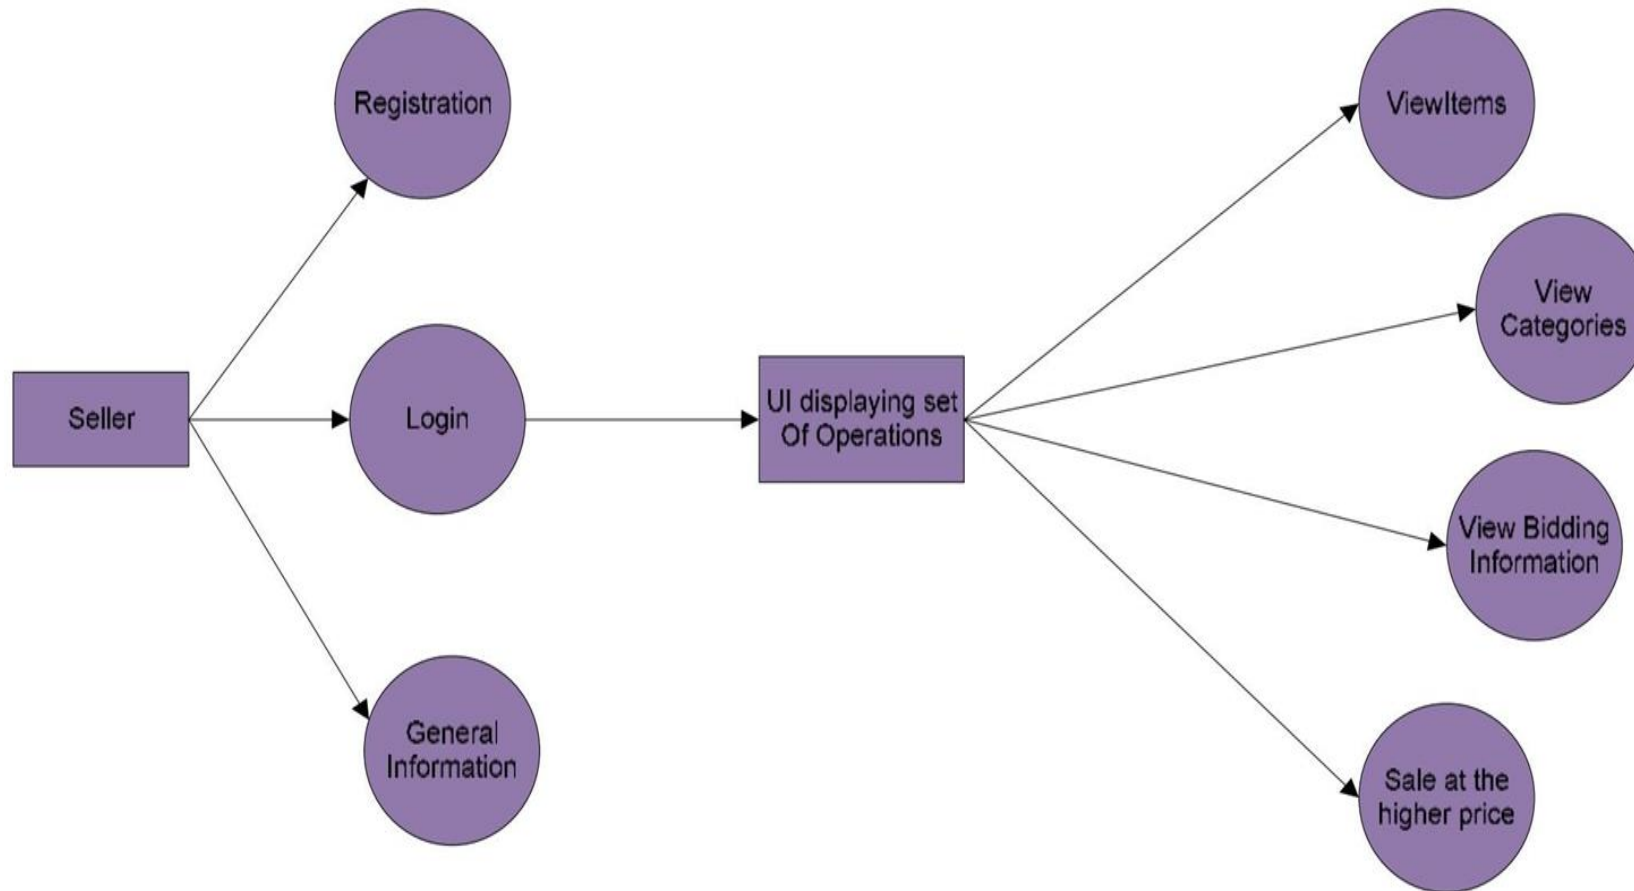 Registration
Seller
Login
General
Information
UI displaying set
Of Operations
ViewItems
View
Categories
View Bidding
Information
Sale at the
higher price